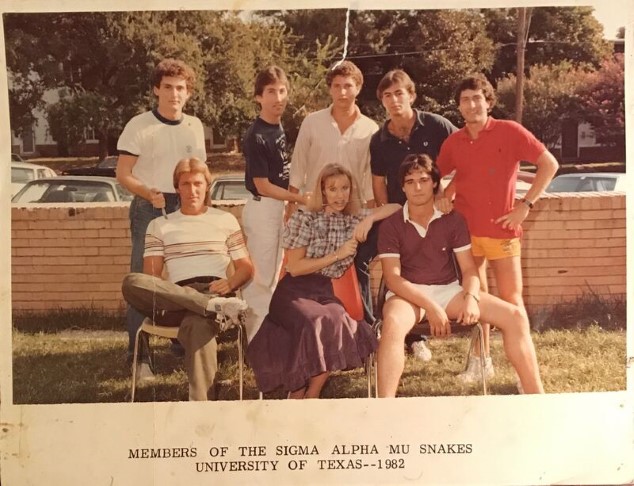 MEMBERS OF THE SIGMA ALPHA MU SNAKES
UNIVERSITY OF TEXAS--1982